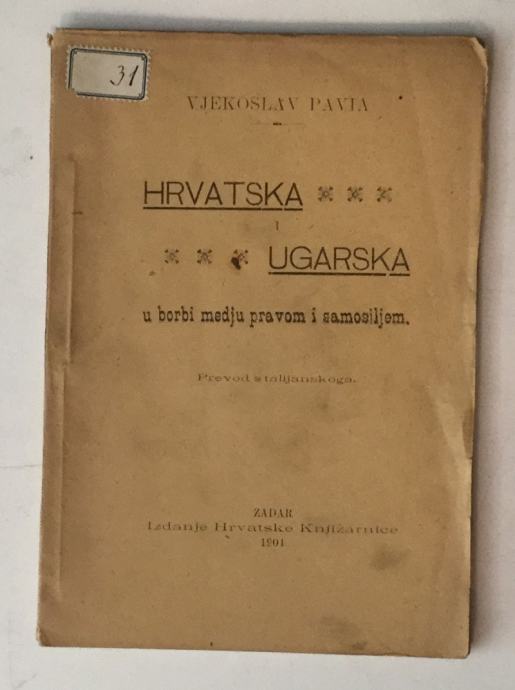 31
VJEKOSLAV PAVIA
HRVATSKA
I
UGARSKA
u borbi medju pravom i samosiljem.
Prevod s talijanskoga.
ZADAR
Izdanje Hrvatske Knjižarnice
1901